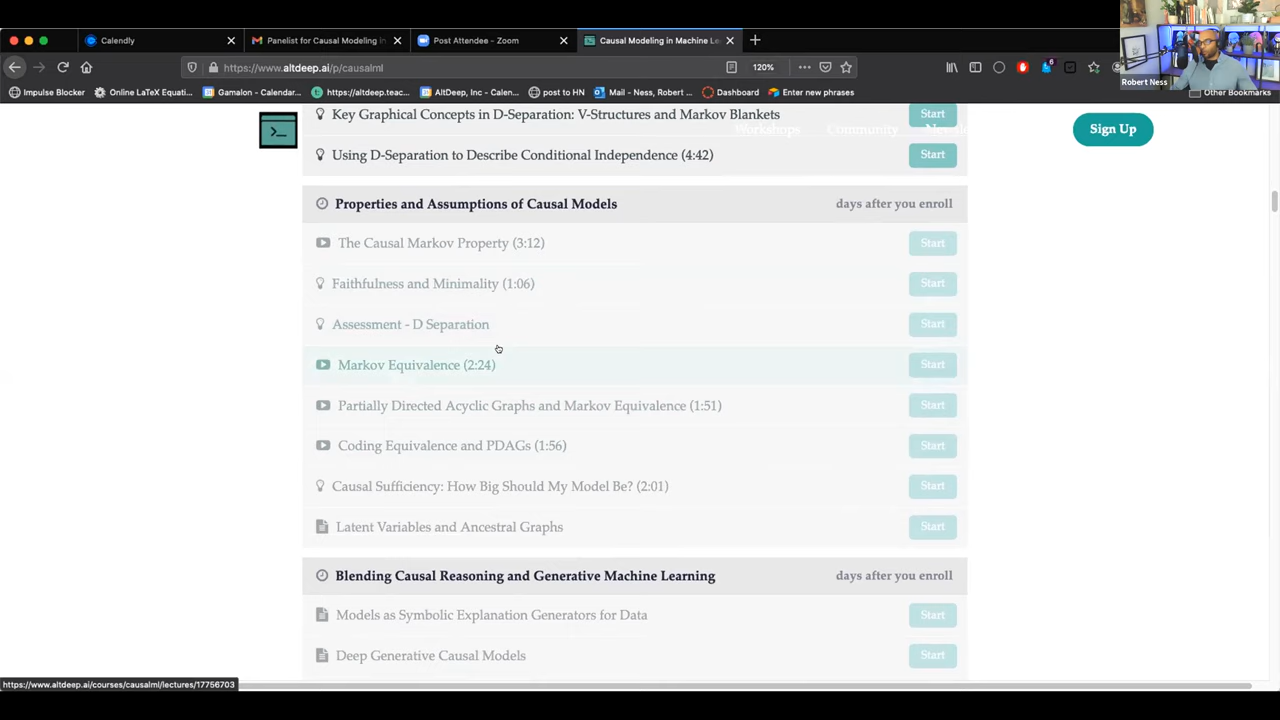 Calendly
Panelist for Causal Modeling in
Post Attendee - Zoom
Causal Modeling in Machine Le
https://www.altdeep.ai/p/causalml
120%
Robert Ness
Impulse Blocker
Online LaTeX Equati...
Gamalon - Calendar...
https://altdeep.teac...
AltDeep, Inc - Calen...
post to HN
Mail - Ness, Robert ...
Dashboard
Enter new phrases
Other Bookmarks
Key Graphical Concepts in D-Separation: V-Structures and Markov Blankets
Start
Workshops
Community
Sign Up
Using D-Separation to Describe Conditional Independence (4:42)
Start
Properties and Assumptions of Causal Models
days after you enroll
The Causal Markov Property (3:12)
Start
Faithfulness and Minimality (1:06)
Start
Assessment - D Separation
Start
Markov Equivalence (2:24)
Start
Partially Directed Acyclic Graphs and Markov Equivalence (1:51)
Start
Coding Equivalence and PDAGs (1:56)
Start
Causal Sufficiency: How Big Should My Model Be? (2:01)
Start
Latent Variables and Ancestral Graphs
Start
Blending Causal Reasoning and Generative Machine Learning
days after you enroll
Models as Symbolic Explanation Generators for Data
Start
Deep Generative Causal Models
Start
https://www.altdeep.ai/courses/causalml/lectures/17756703